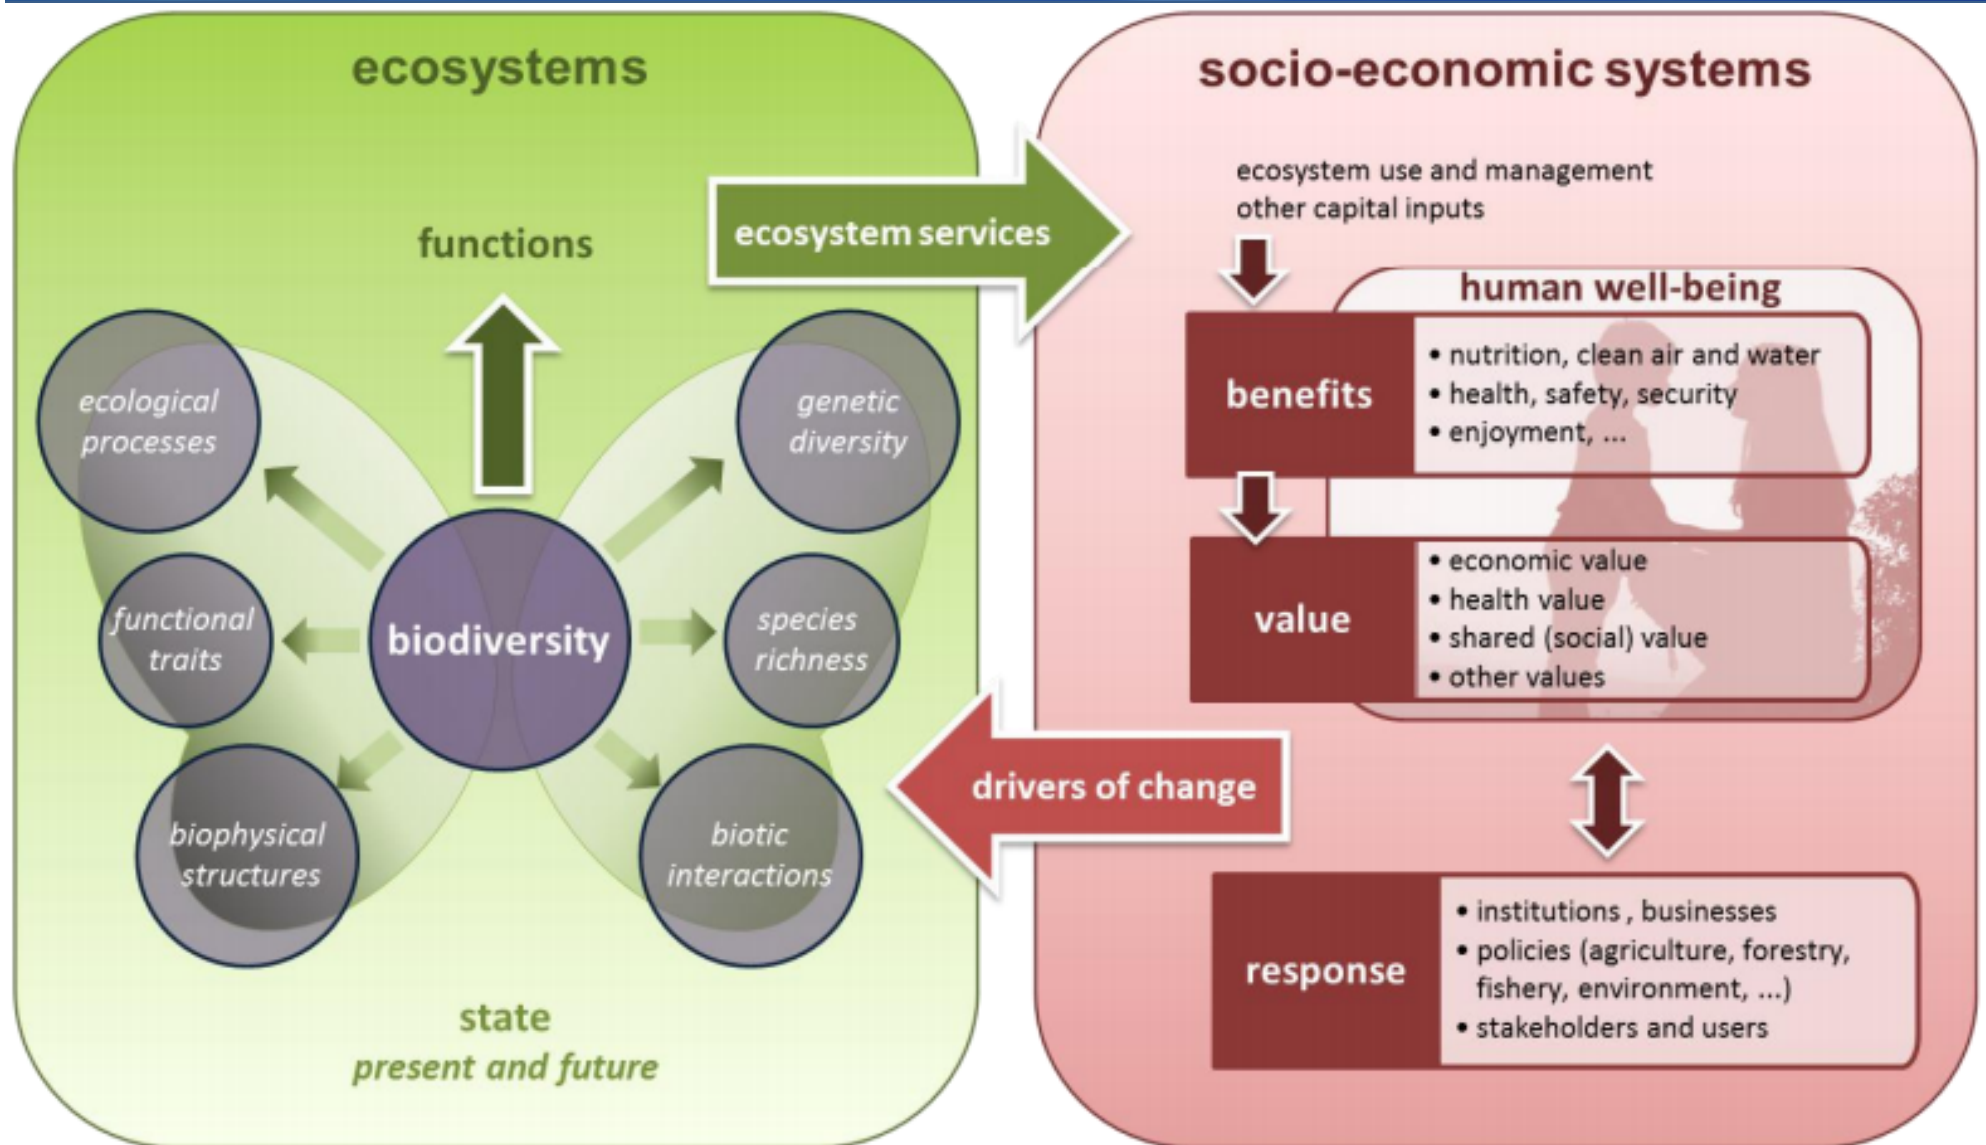 ecosystems
functions
ecosystem services
ecological
processes
genetic
diversity
functional
traits
biodiversity
species
richness
biophysical
structures
biotic
interactions
state
present and future
socio-economic systems
ecosystem use and management
other capital inputs
human well-being
benefits
• nutrition, clean air and water
• health, safety, security
• enjoyment, ...
value
• economic value
• health value
• shared (social) value
• other values
drivers of change
response
• institutions , businesses
• policies (agriculture, forestry,
fishery, environment, ...)
• stakeholders and users